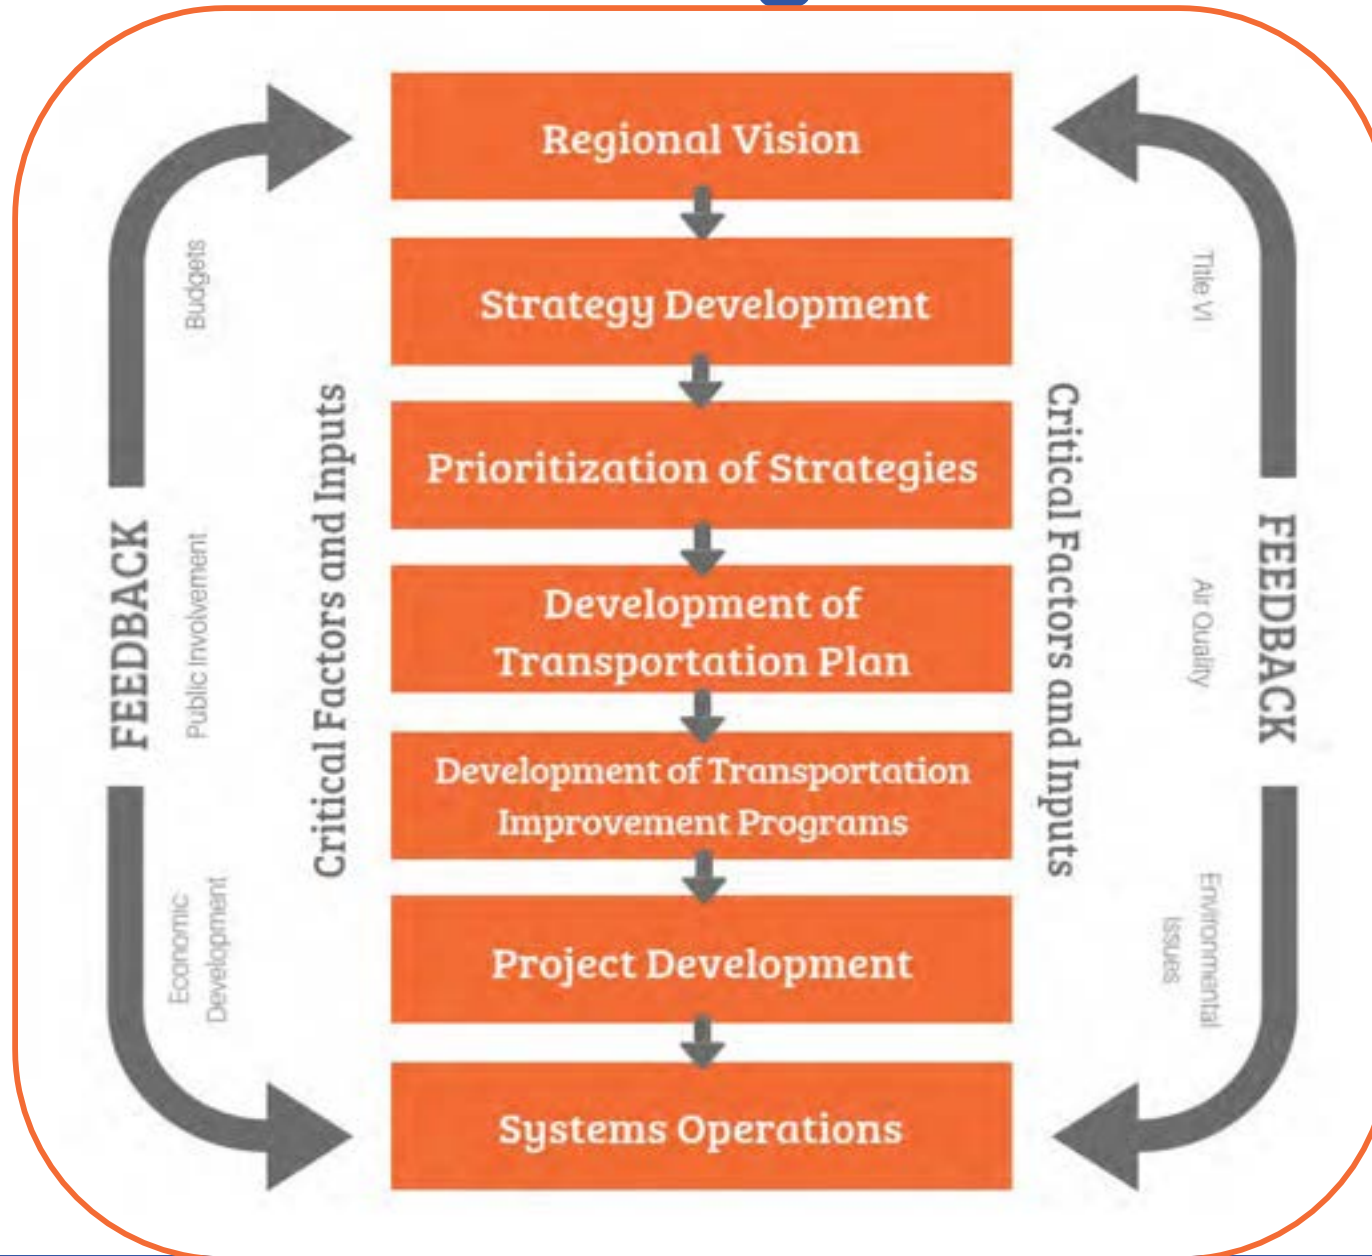 Regional Vision
Strategy Development
Prioritization of Strategies
Development of
Transportation Plan
Development of Transportation
Improvement Programs
Project Development
Systems Operations
FEEDBACK
Budgets
Public Involvement
Economic
Development
Critical Factors and Inputs
Critical Factors and Inputs
Title VI
Air Quality
Environmental
Issues
FEEDBACK